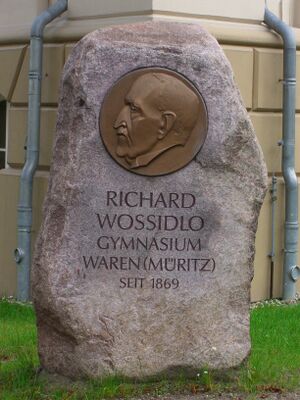 RICHARD
WOSSIDLO
GYMNASIUM
WAREN (MÜRITZ)
SEIT 1869